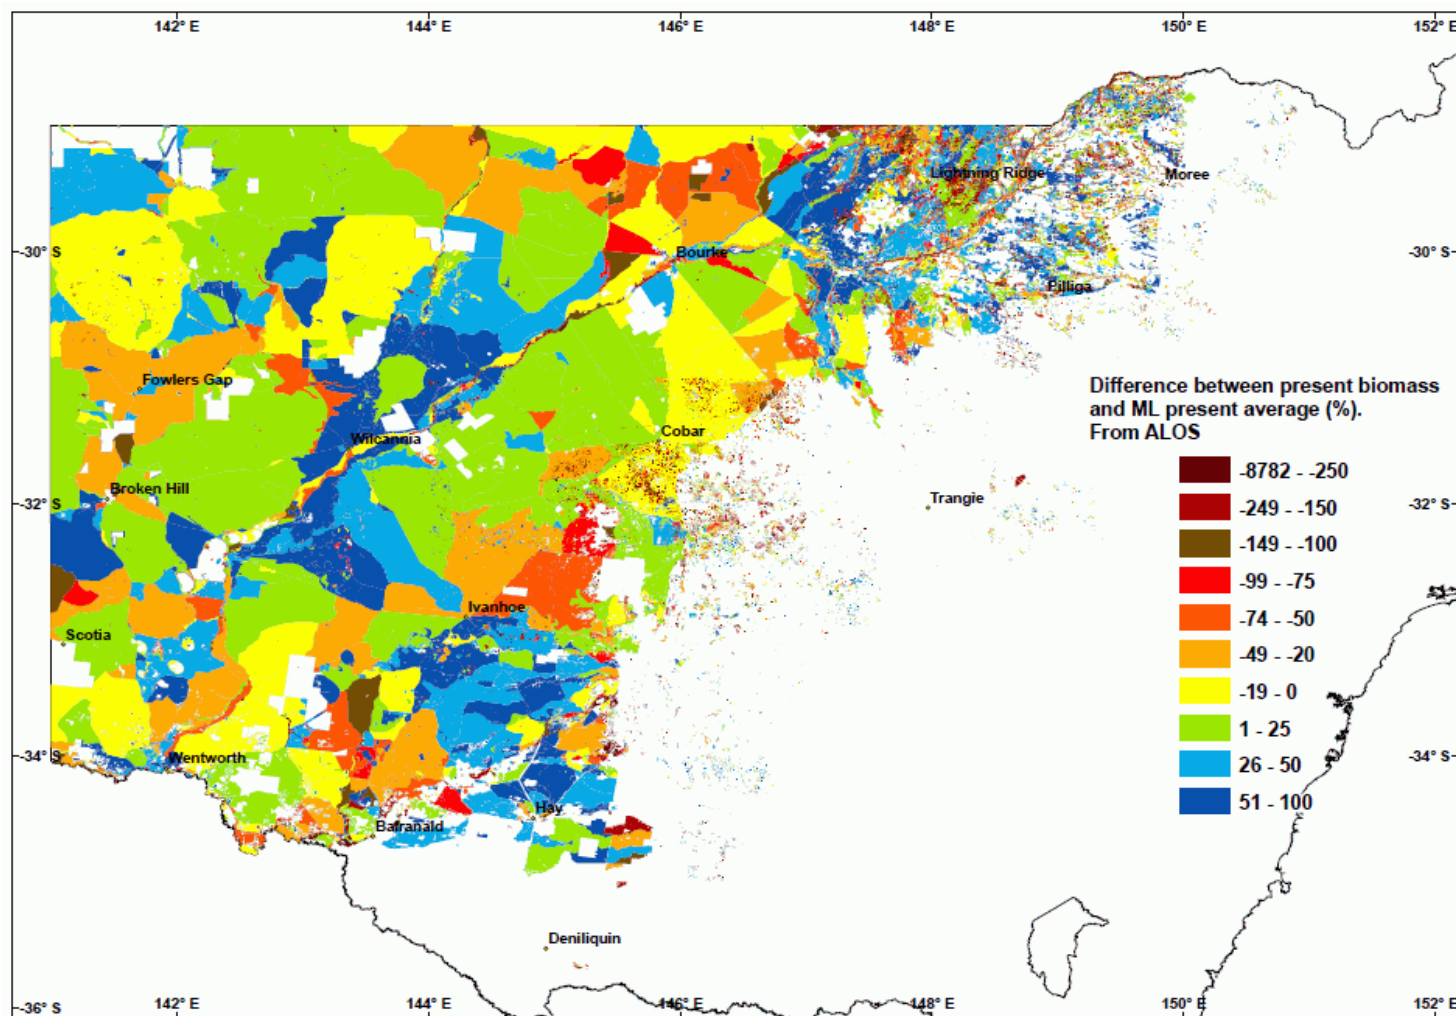 142° E 144° E 146° E 148° E 150° E 152° E
Lightning Ridge
Moree
-30° S
Bourke
-30° S
Pilliga
Fowlers Gap
Difference between present biomass
and ML present average (%).
From ALOS
Wilcannia
Cobar
-8782 - -250
Broken Hill
Trangie
-249 - -150
-32° S
-32° S
-149 - -100
-99 - -75
Ivanhoe
-74 - -50
Scotia
-49 - -20
-19 - 0
1 - 25
-34° S
Wentworth
26 - 50
-34° S
51 - 100
Hay
Balranald
Deniliquin
-36° S
142° E 144° E 146° E 148° E 150° E 152° E